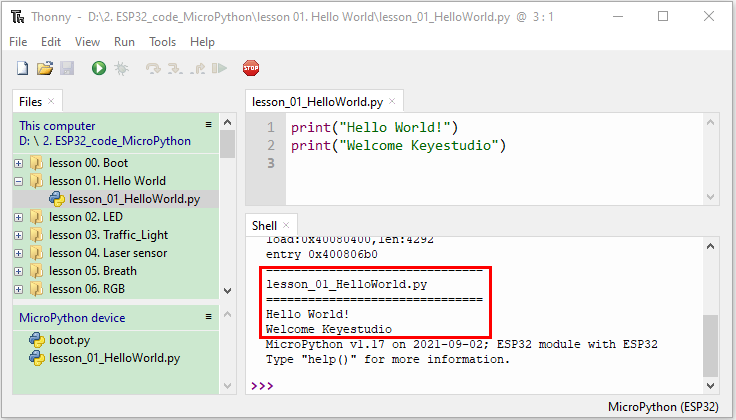 Thonny - D:\2. ESP32_code_MicroPython\lesson 01. Hello World\lesson_01_HelloWorld.py @ 3 : 1
File Edit View Run Tools Help
STOP
Files
This computer
D: \ 2. ESP32_code_MicroPython
lesson 00. Boot
lesson 01. Hello World
lesson_01_HelloWorld.py
lesson 02. LED
lesson 03. Traffic_Light
lesson 04. Laser sensor
lesson 05. Breath
lesson 06. RGB
MicroPython device
boot.py
lesson_01_HelloWorld.py
lesson_01_HelloWorld.py
1 print("Hello World!")
2 print("Welcome Keyestudio")
3
Shell
load:0x40080400,len:4292
entry 0x400806b0
===============================
lesson_01_HelloWorld.py
===============================
Hello World!
Welcome Keyestudio
MicroPython v1.17 on 2021-09-02; ESP32 module with ESP32
Type "help()" for more information.
>>>
MicroPython (ESP32)